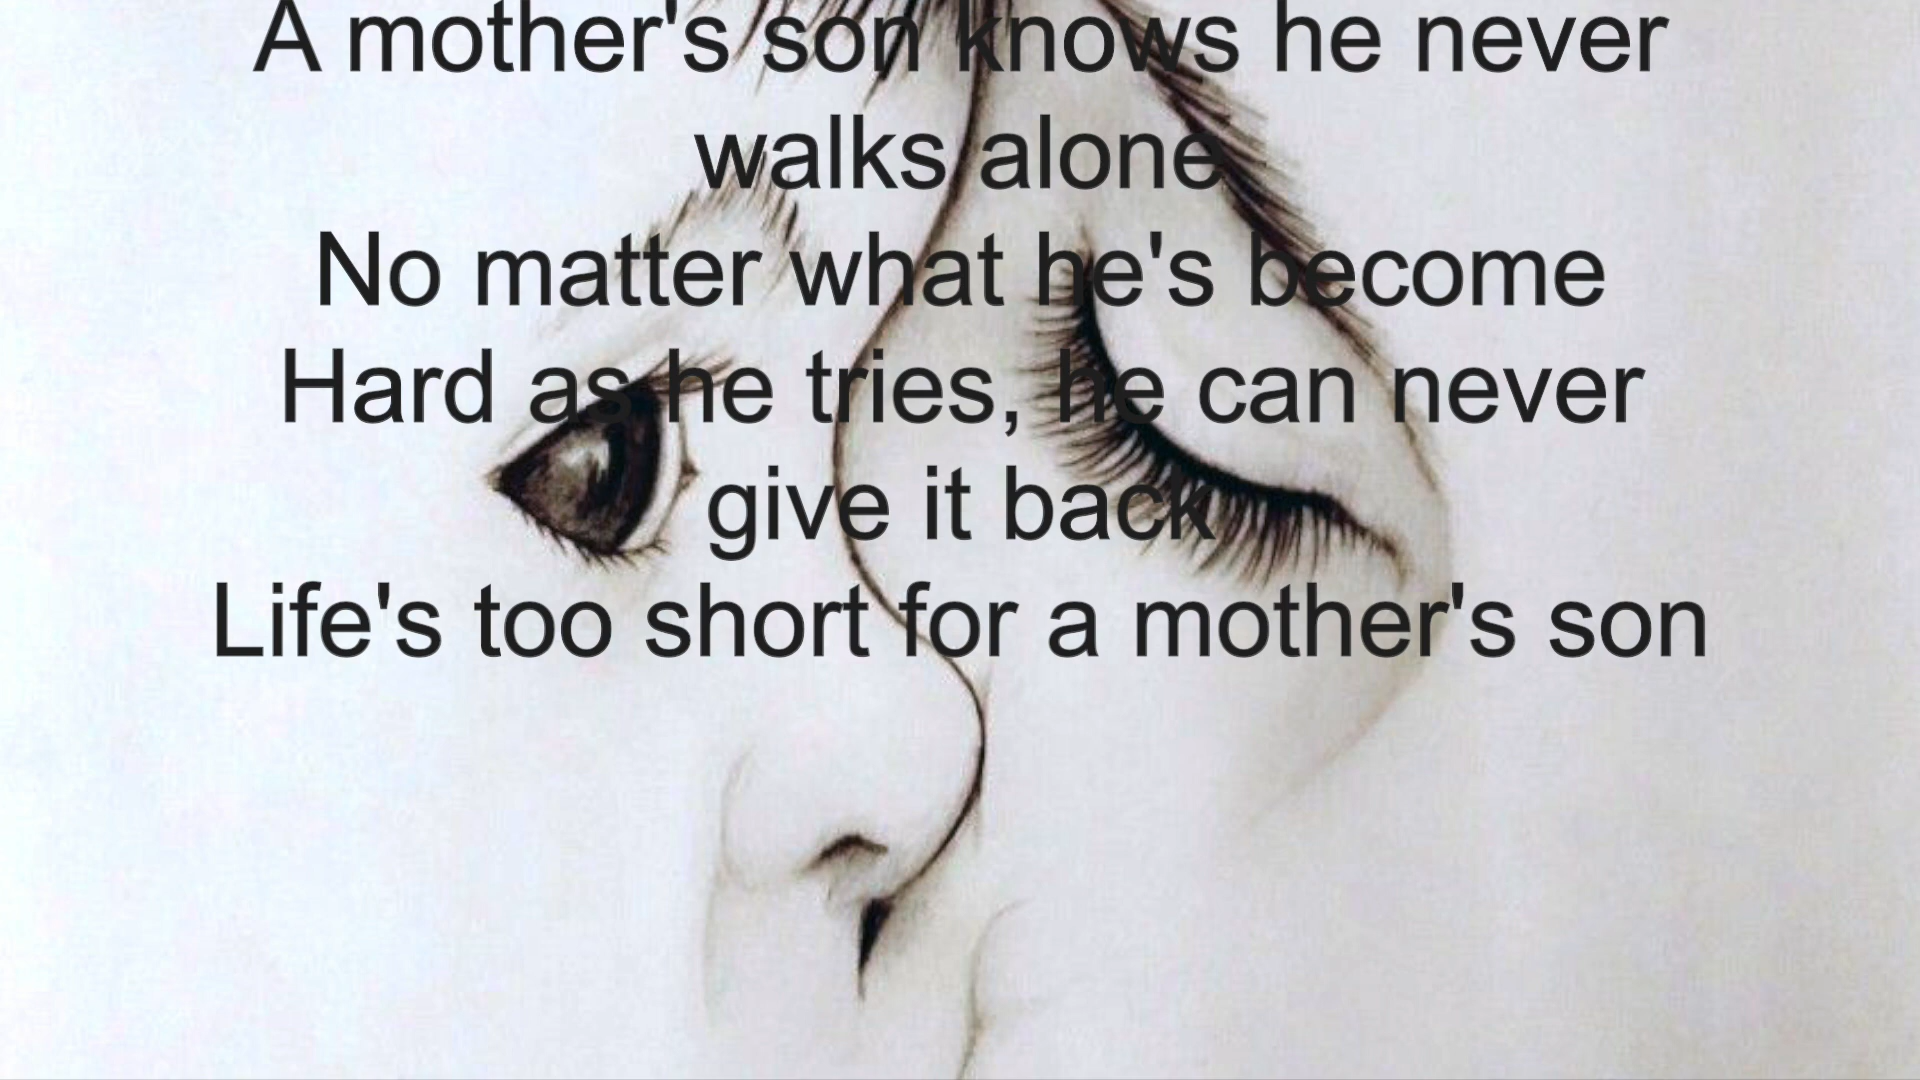 A mother's son knows he never
walks alone
No matter what he's become
Hard as he tries, he can never
give it back
Life's too short for a mother's son